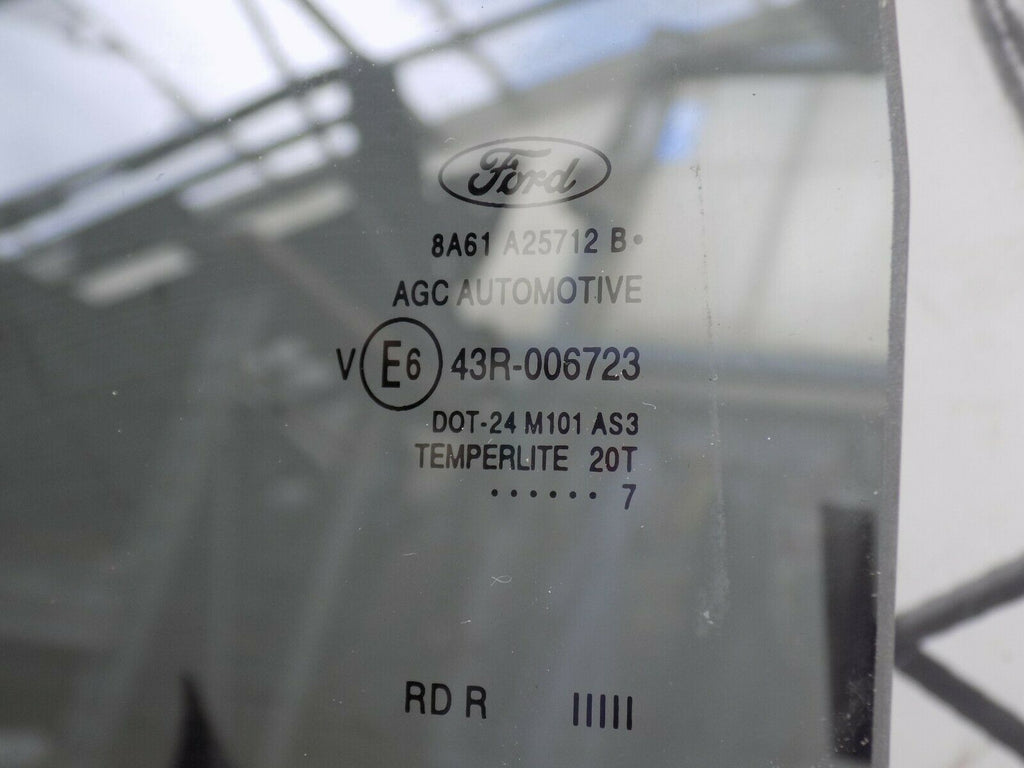 Ford
8A61 A25712 B•
AGC AUTOMOTIVE
V E6 43R-006723
DOT-24 M101 AS3
TEMPERLITE 20T
•••••• 7
RD R IIIII